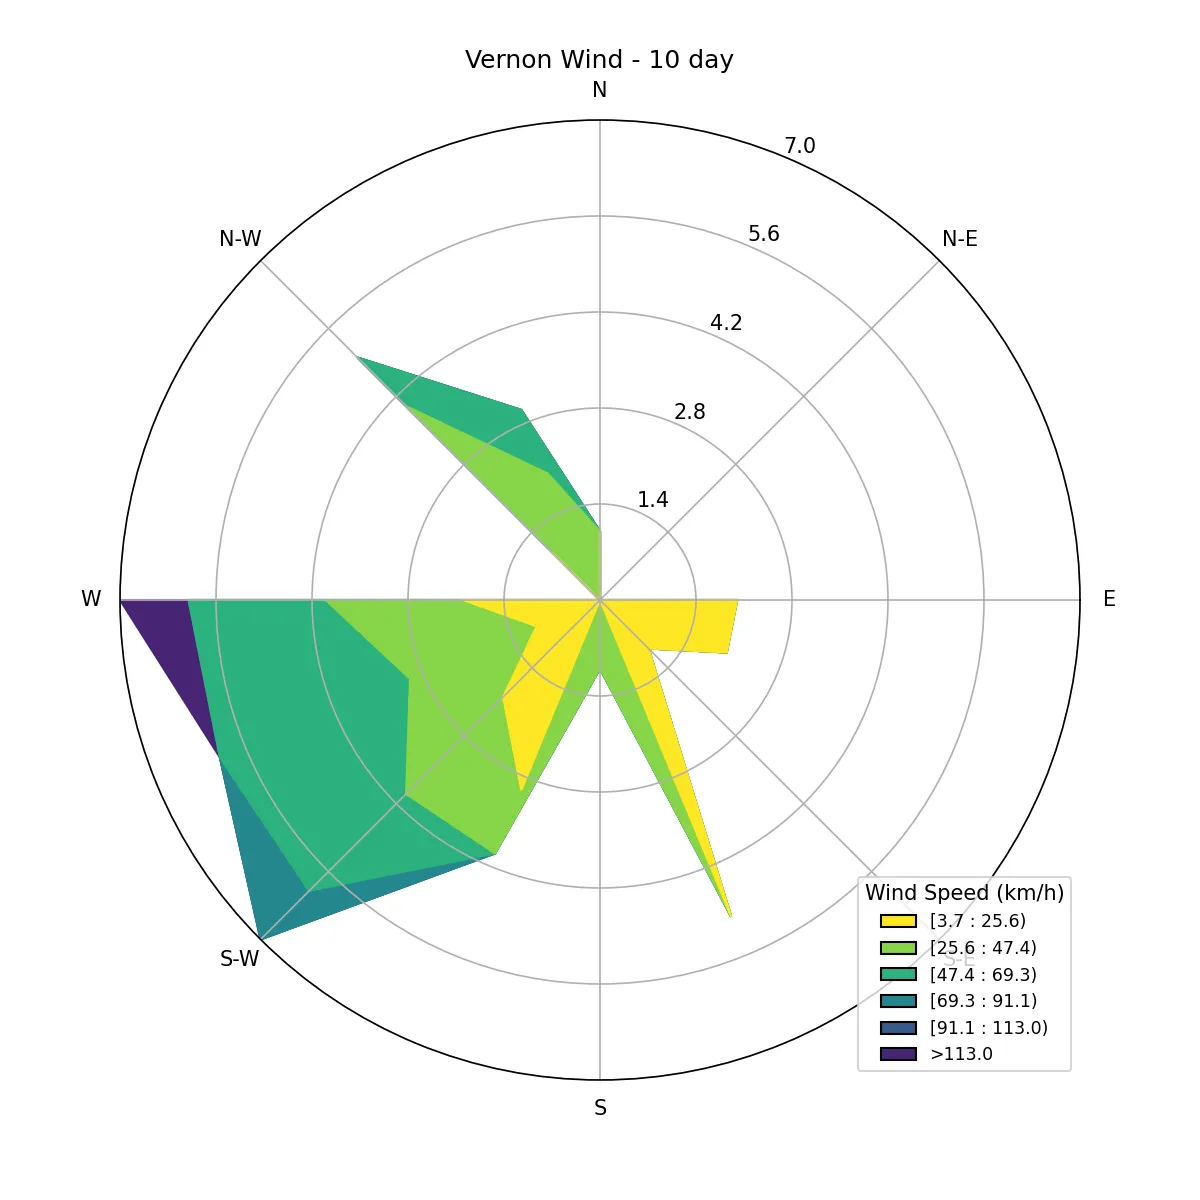 Vernon Wind - 10 day
N
7.0
N-W
5.6
N-E
4.2
2.8
1.4
W
E
Wind Speed (km/h)
[3.7 : 25.6)
[25.6 : 47.4)
S-W
S-E
[47.4 : 69.3)
[69.3 : 91.1)
[91.1 : 113.0)
>113.0
S